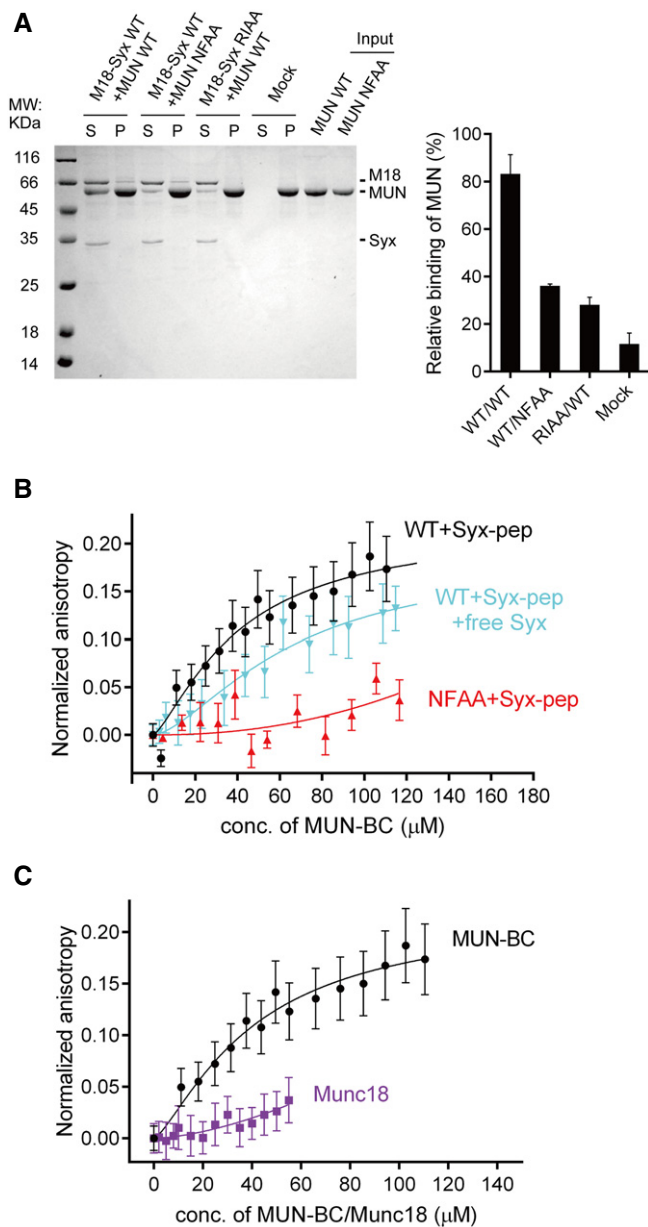 A
M18-Syx WT
+MUN WT
M18-Syx WT
+MUN NFAA
M18-Syx RIAA
+MUN WT
Mock
Input
MUN WT
MUN NFAA
MW:
KDa
S P S P S P S P
116
66
45
35
25
18
14
M18
MUN
Syx
Relative binding of MUN (%)
100
80
60
40
20
0
WT/WT
WT/NFAA
RIAA/WT
Mock
B
Normalized anisotropy
0.20
0.15
0.10
0.05
0.00
WT+Syx-pep
WT+Syx-pep
+free Syx
NFAA+Syx-pep
0 20 40 60 80 100 120 140 160 180
conc. of MUN-BC (μM)
C
Normalized anisotropy
0.20
0.15
0.10
0.05
0.00
MUN-BC
Munc18
0 20 40 60 80 100 120 140
conc. of MUN-BC/Munc18 (μM)